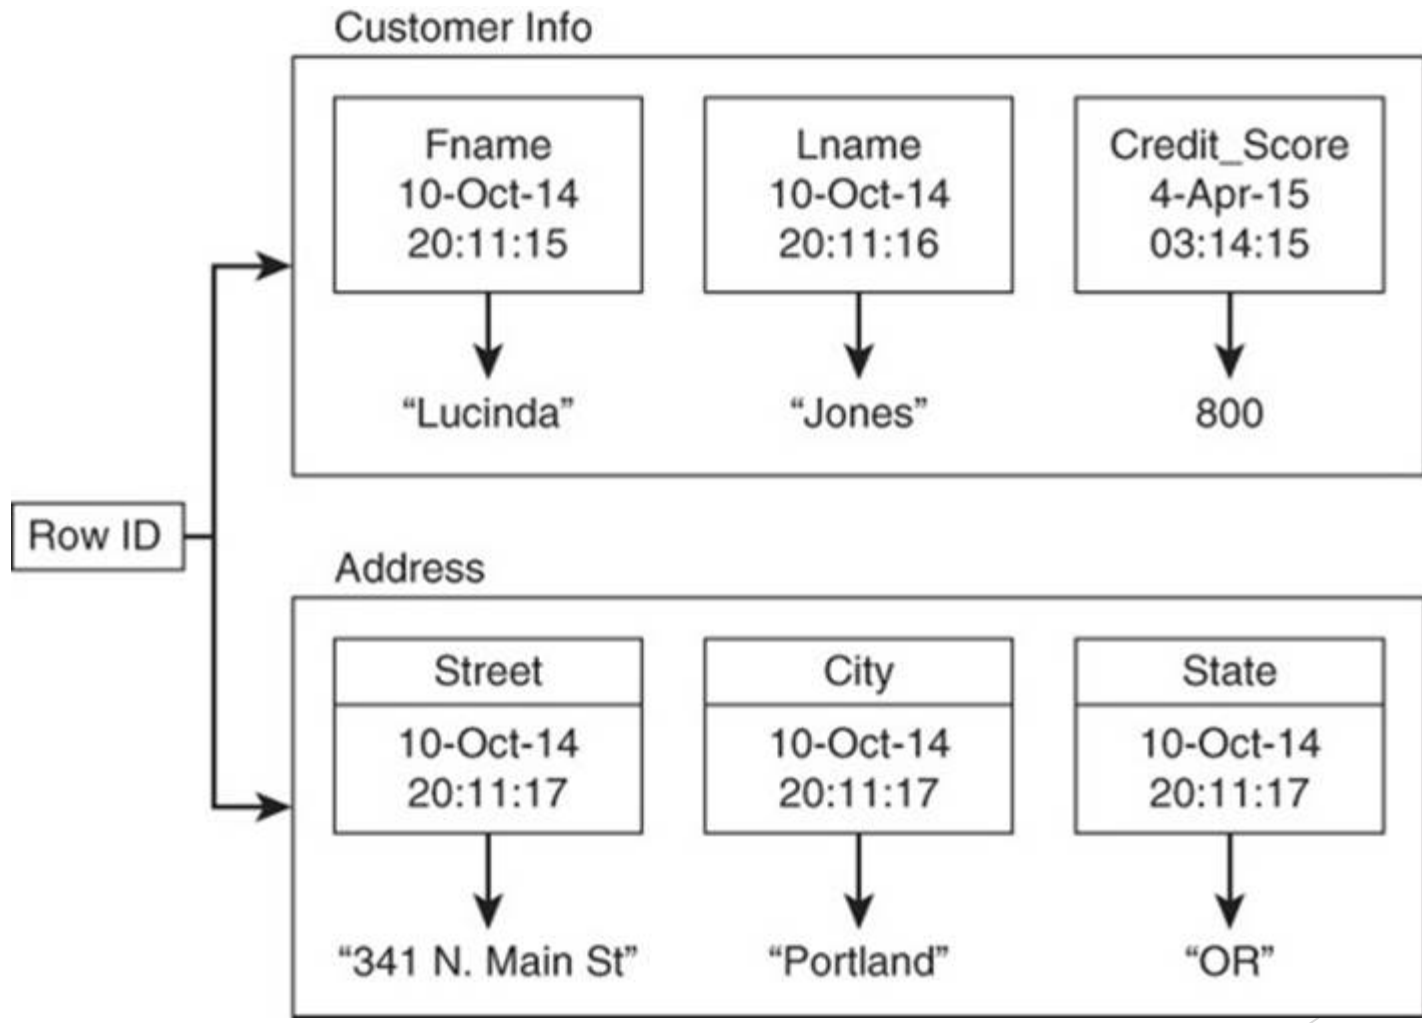 Customer Info
Fname
10-Oct-14
20:11:15
Lname
10-Oct-14
20:11:16
Credit_Score
4-Apr-15
03:14:15
“Lucinda”
“Jones”
800
Row ID
Address
Street
10-Oct-14
20:11:17
City
10-Oct-14
20:11:17
State
10-Oct-14
20:11:17
“341 N. Main St”
“Portland”
“OR”